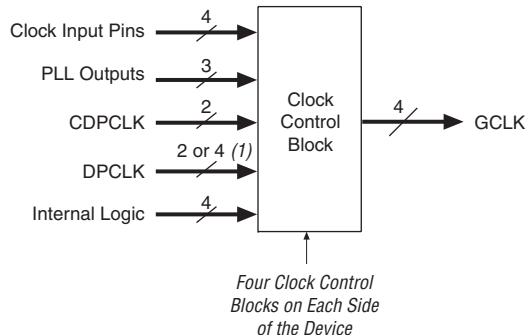 Clock Input Pins
4
PLL Outputs
3
CDPCLK
2
DPCLK
2 or 4 (1)
Internal Logic
4
Clock
Control
Block
4
GCLK
Four Clock Control
Blocks on Each Side
of the Device